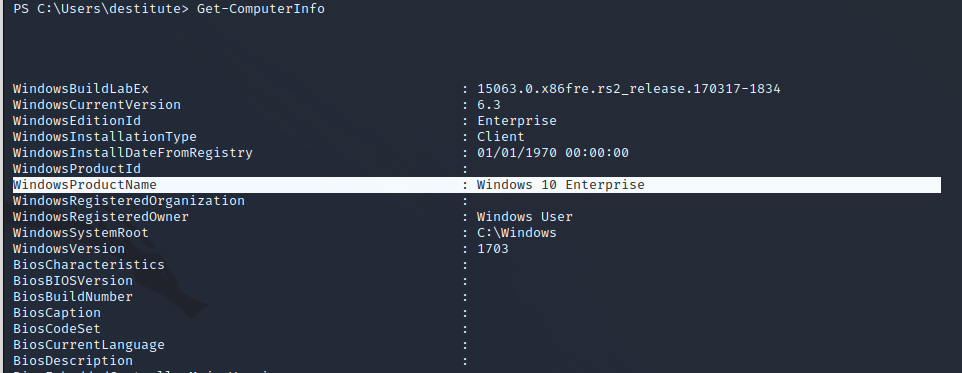 PS C:\Users\destitute> Get-ComputerInfo
WindowsBuildLabEx : 15063.0.x86fre.rs2_release.170317-1834
WindowsCurrentVersion : 6.3
WindowsEditionId : Enterprise
WindowsInstallationType : Client
WindowsInstallDateFromRegistry : 01/01/1970 00:00:00
WindowsProductId :
WindowsProductName : Windows 10 Enterprise
WindowsRegisteredOrganization :
WindowsRegisteredOwner : Windows User
WindowsSystemRoot : C:\Windows
WindowsVersion : 1703
BiosCharacteristics :
BiosBIOSVersion :
BiosBuildNumber :
BiosCaption :
BiosCodeSet :
BiosCurrentLanguage :
BiosDescription :